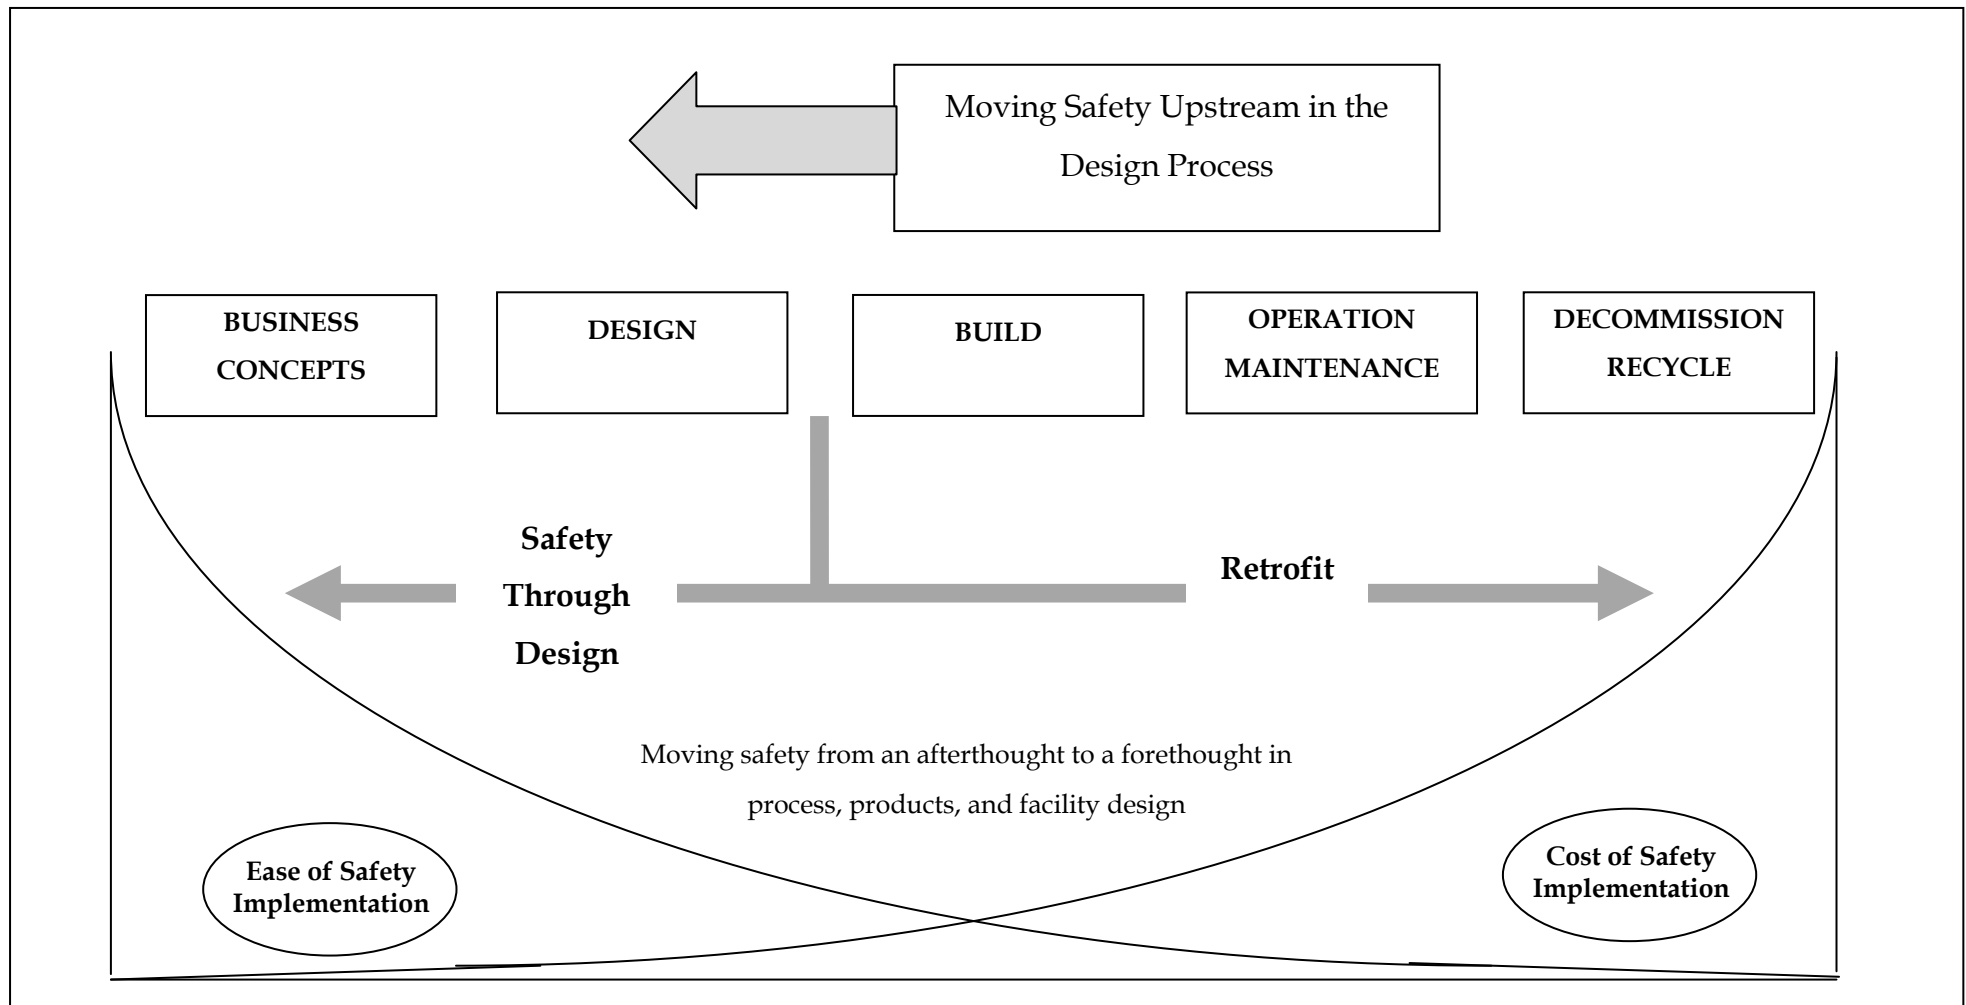 Moving Safety Upstream in the
Design Process
BUSINESS
CONCEPTS
DESIGN
BUILD
OPERATION
MAINTENANCE
DECOMMISSION
RECYCLE
Safety
Through
Design
Retrofit
Moving safety from an afterthought to a forethought in
process, products, and facility design
Ease of Safety
Implementation
Cost of Safety
Implementation